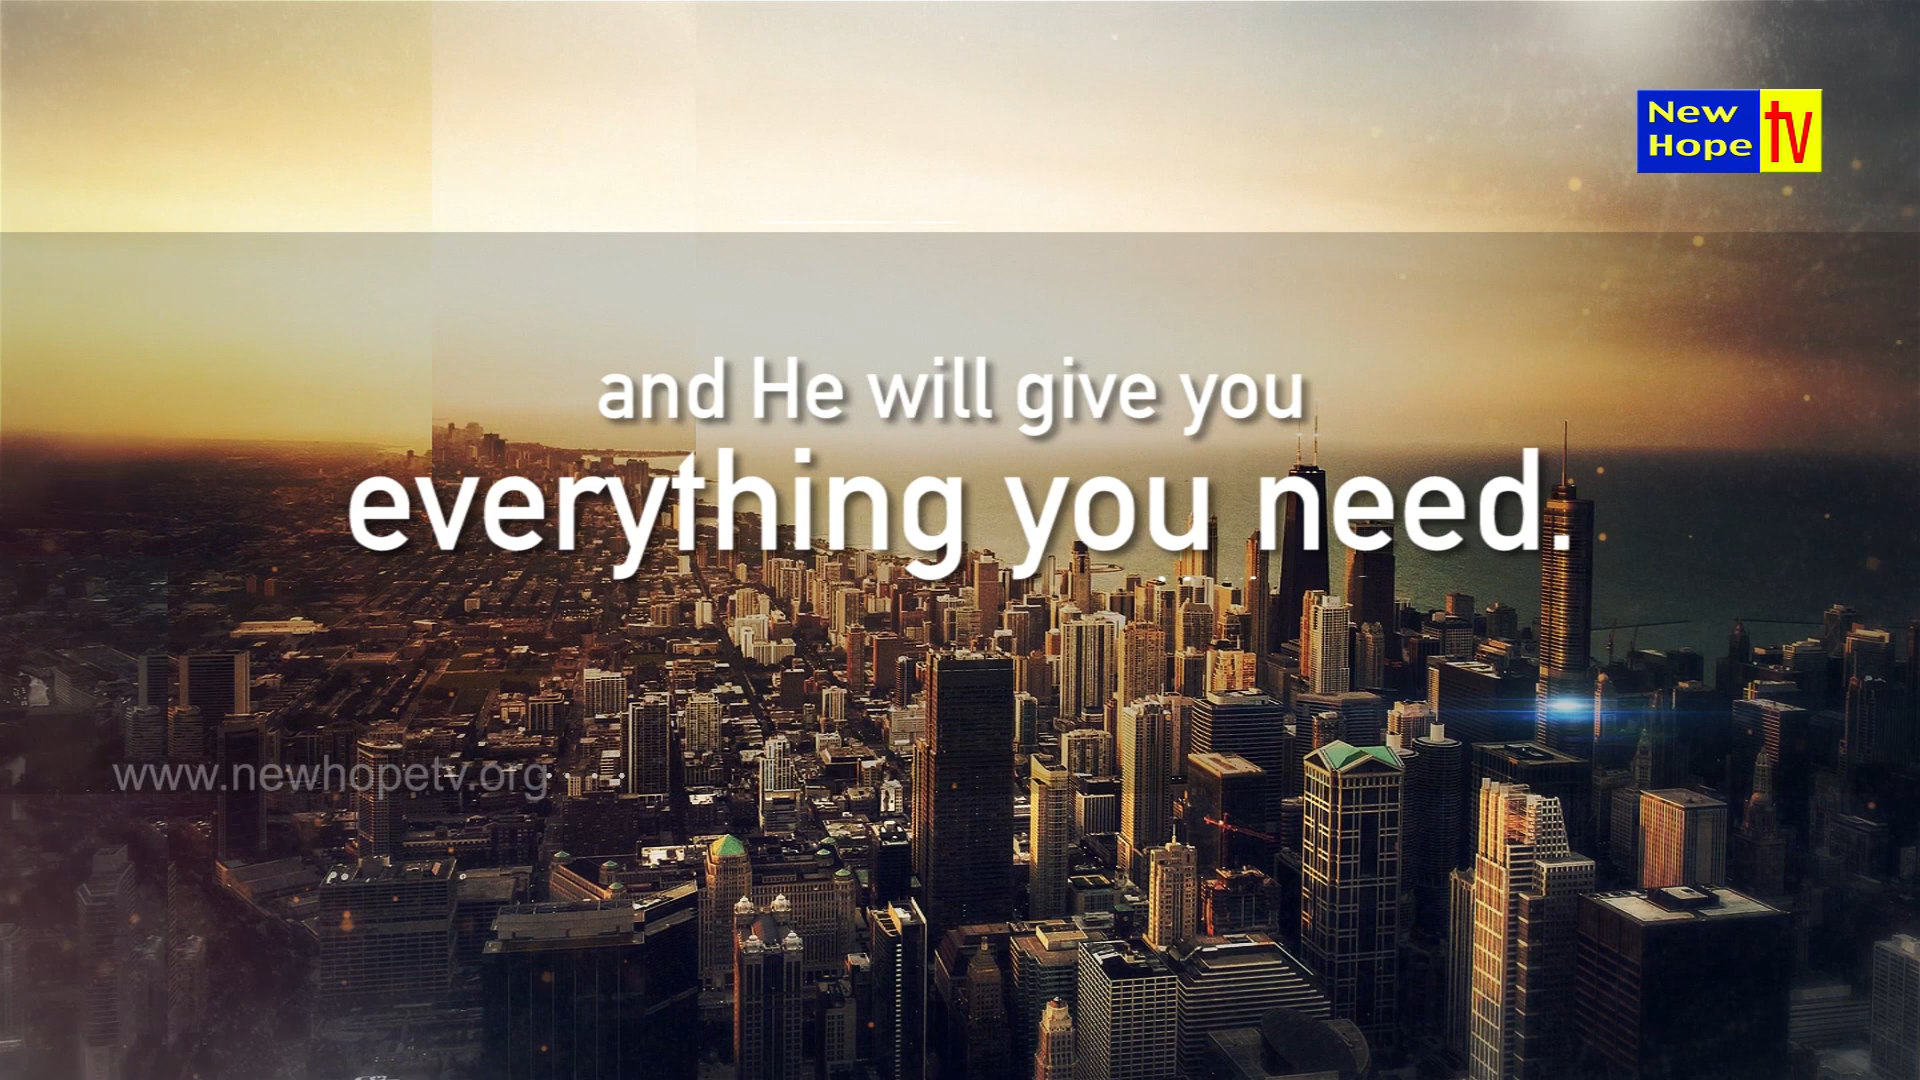 New
Hope
tv
and He will give you
everything you need.
www.newhopetv.org